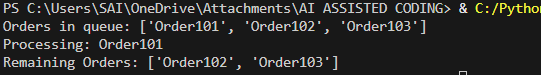 PS C:\Users\SAI\OneDrive\Attachments\AI ASSISTED CODING> & C:/Pytho
Orders in queue: ['Order101', 'Order102', 'Order103']
Processing: Order101
Remaining Orders: ['Order102', 'Order103']